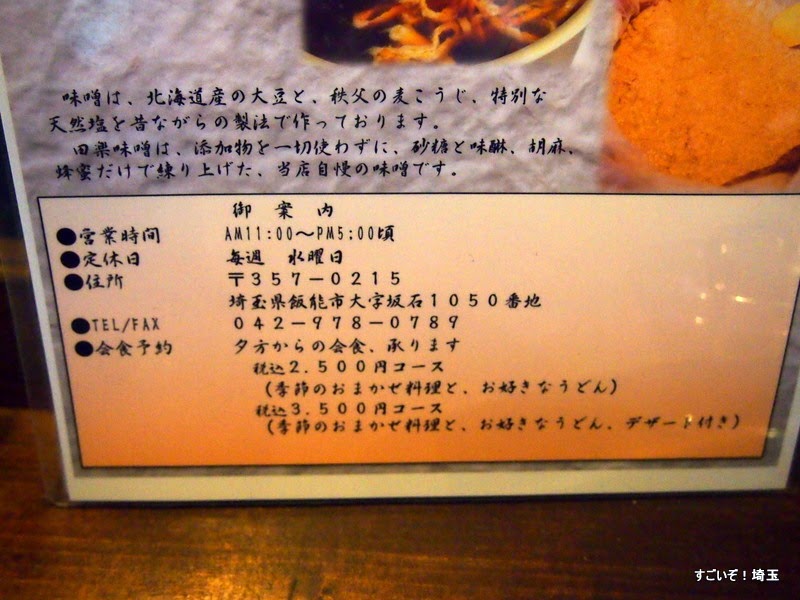 味噌は、北海道産の大豆と、秩父の麦こうじ、特別な
天然塩を昔ながらの製法で作っております。
田楽味噌は、添加物を一切使わずに、砂糖と味醂、胡麻、
蜂蜜だけで練り上げた、当店自慢の味噌です。
御 案 内
●営業時間 AM11:00～PM5:00頃
●定休日 毎週 水曜日
●住所 〒357－0215
埼玉県飯能市大字坂石1050番地
●TEL/FAX 042－978－0789
●会食予約 夕方からの会食、承ります
税込2.500円コース
(季節のおまかせ料理と、お好きなうどん)
税込3.500円コース
(季節のおまかせ料理と、お好きなうどん、デザート付き)
すごいぞ！埼玉